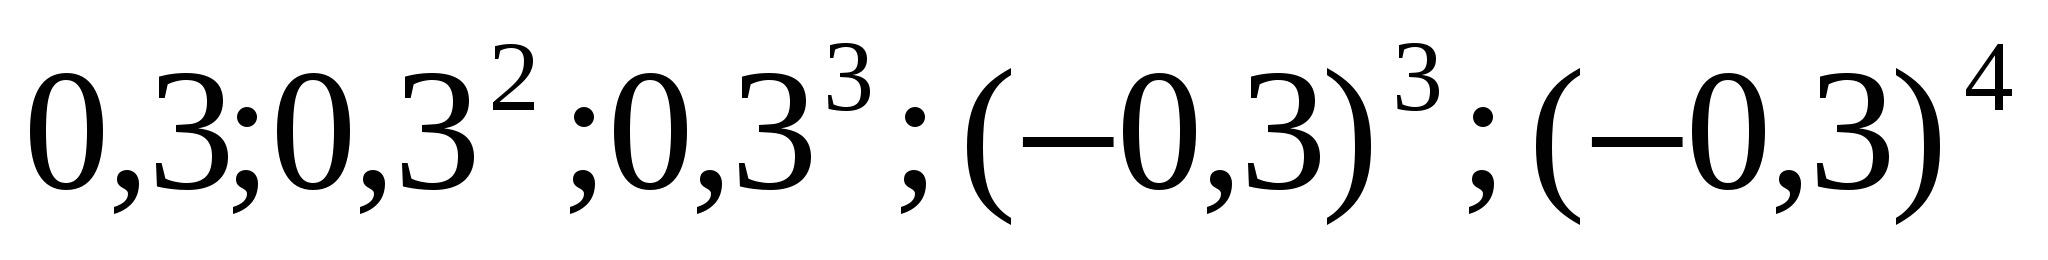 0,3;0,3² ;0,3³ ; (−0,3)³ ; (−0,3)⁴